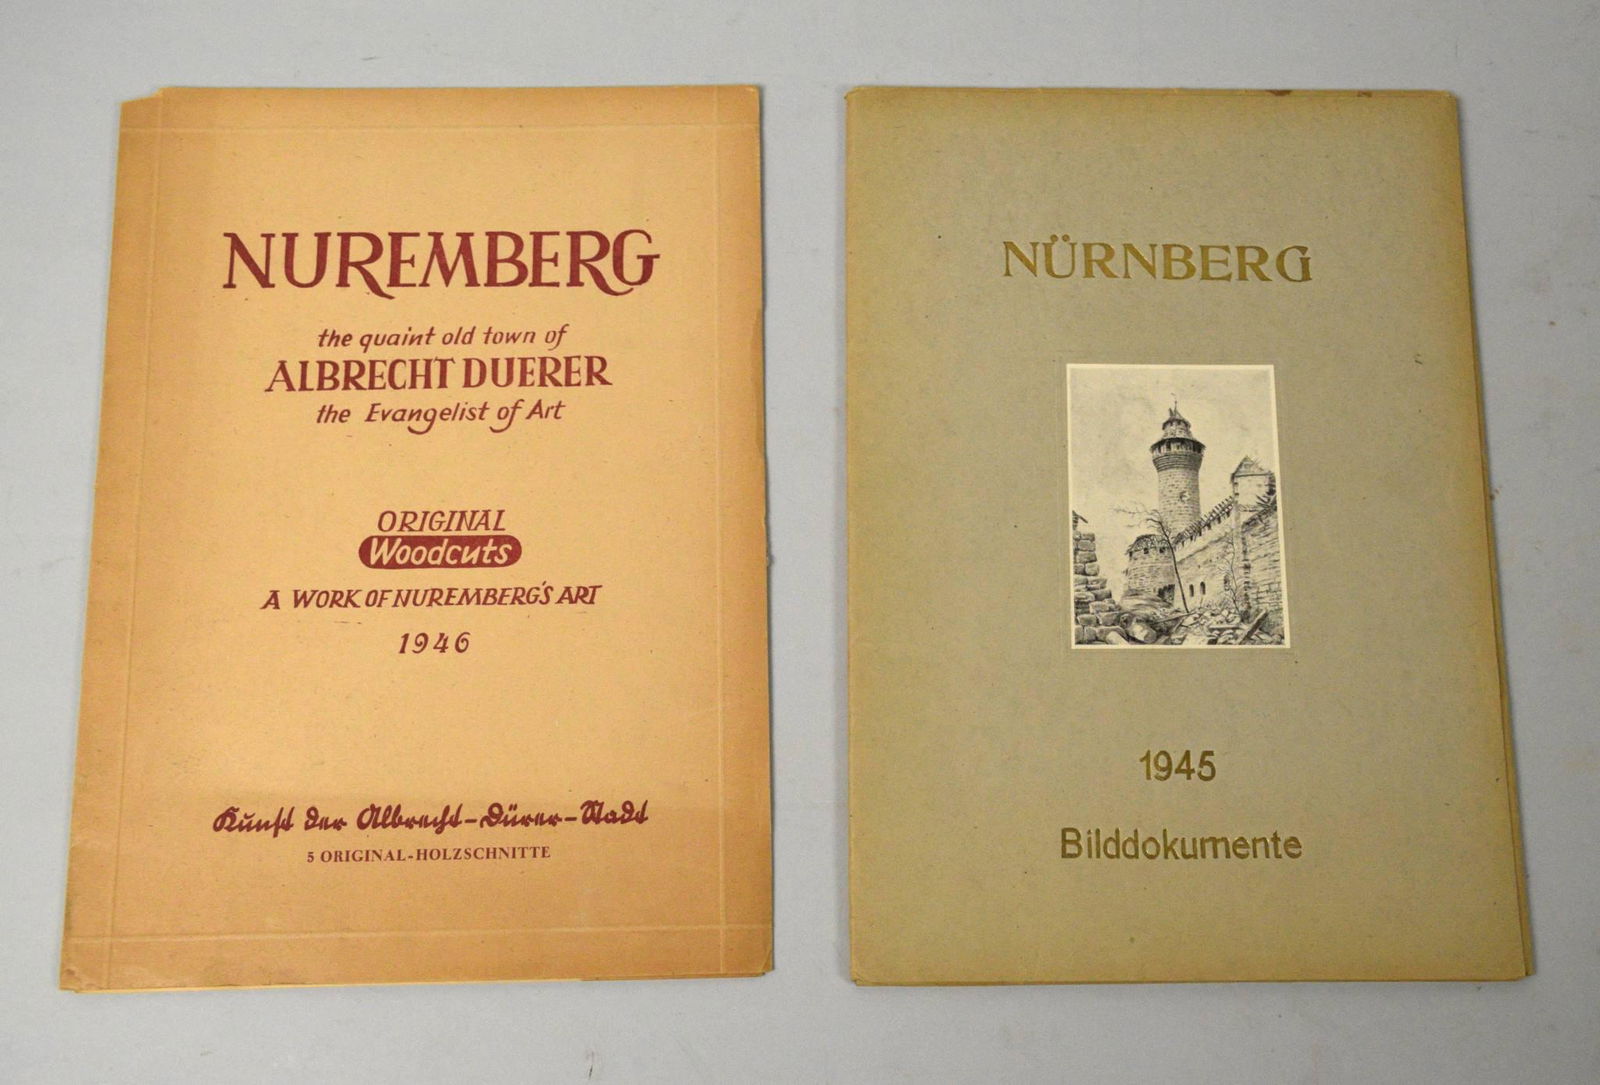 NUREMBERG
the quaint old town of
ALBRECHT DUERER
the Evangelist of Art
ORIGINAL
Woodcuts
A WORK OF NUREMBERG'S ART
1946
Kunst der Albrecht-Dürer-Stadt
5 ORIGINAL-HOLZSCHNITTE
NÜRNBERG
1945
Bilddokumente